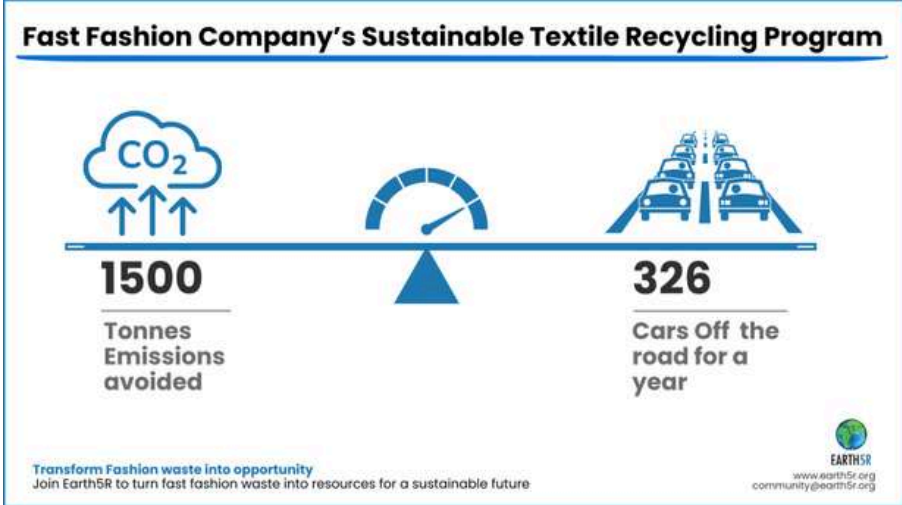 Fast Fashion Company's Sustainable Textile Recycling Program
CO₂
1500
Tonnes
Emissions
avoided
326
Cars Off the
road for a
year
Transform Fashion waste into opportunity
Join Earth5R to turn fast fashion waste into resources for a sustainable future
EARTH5R
www.earth5r.org
community@earth5r.org